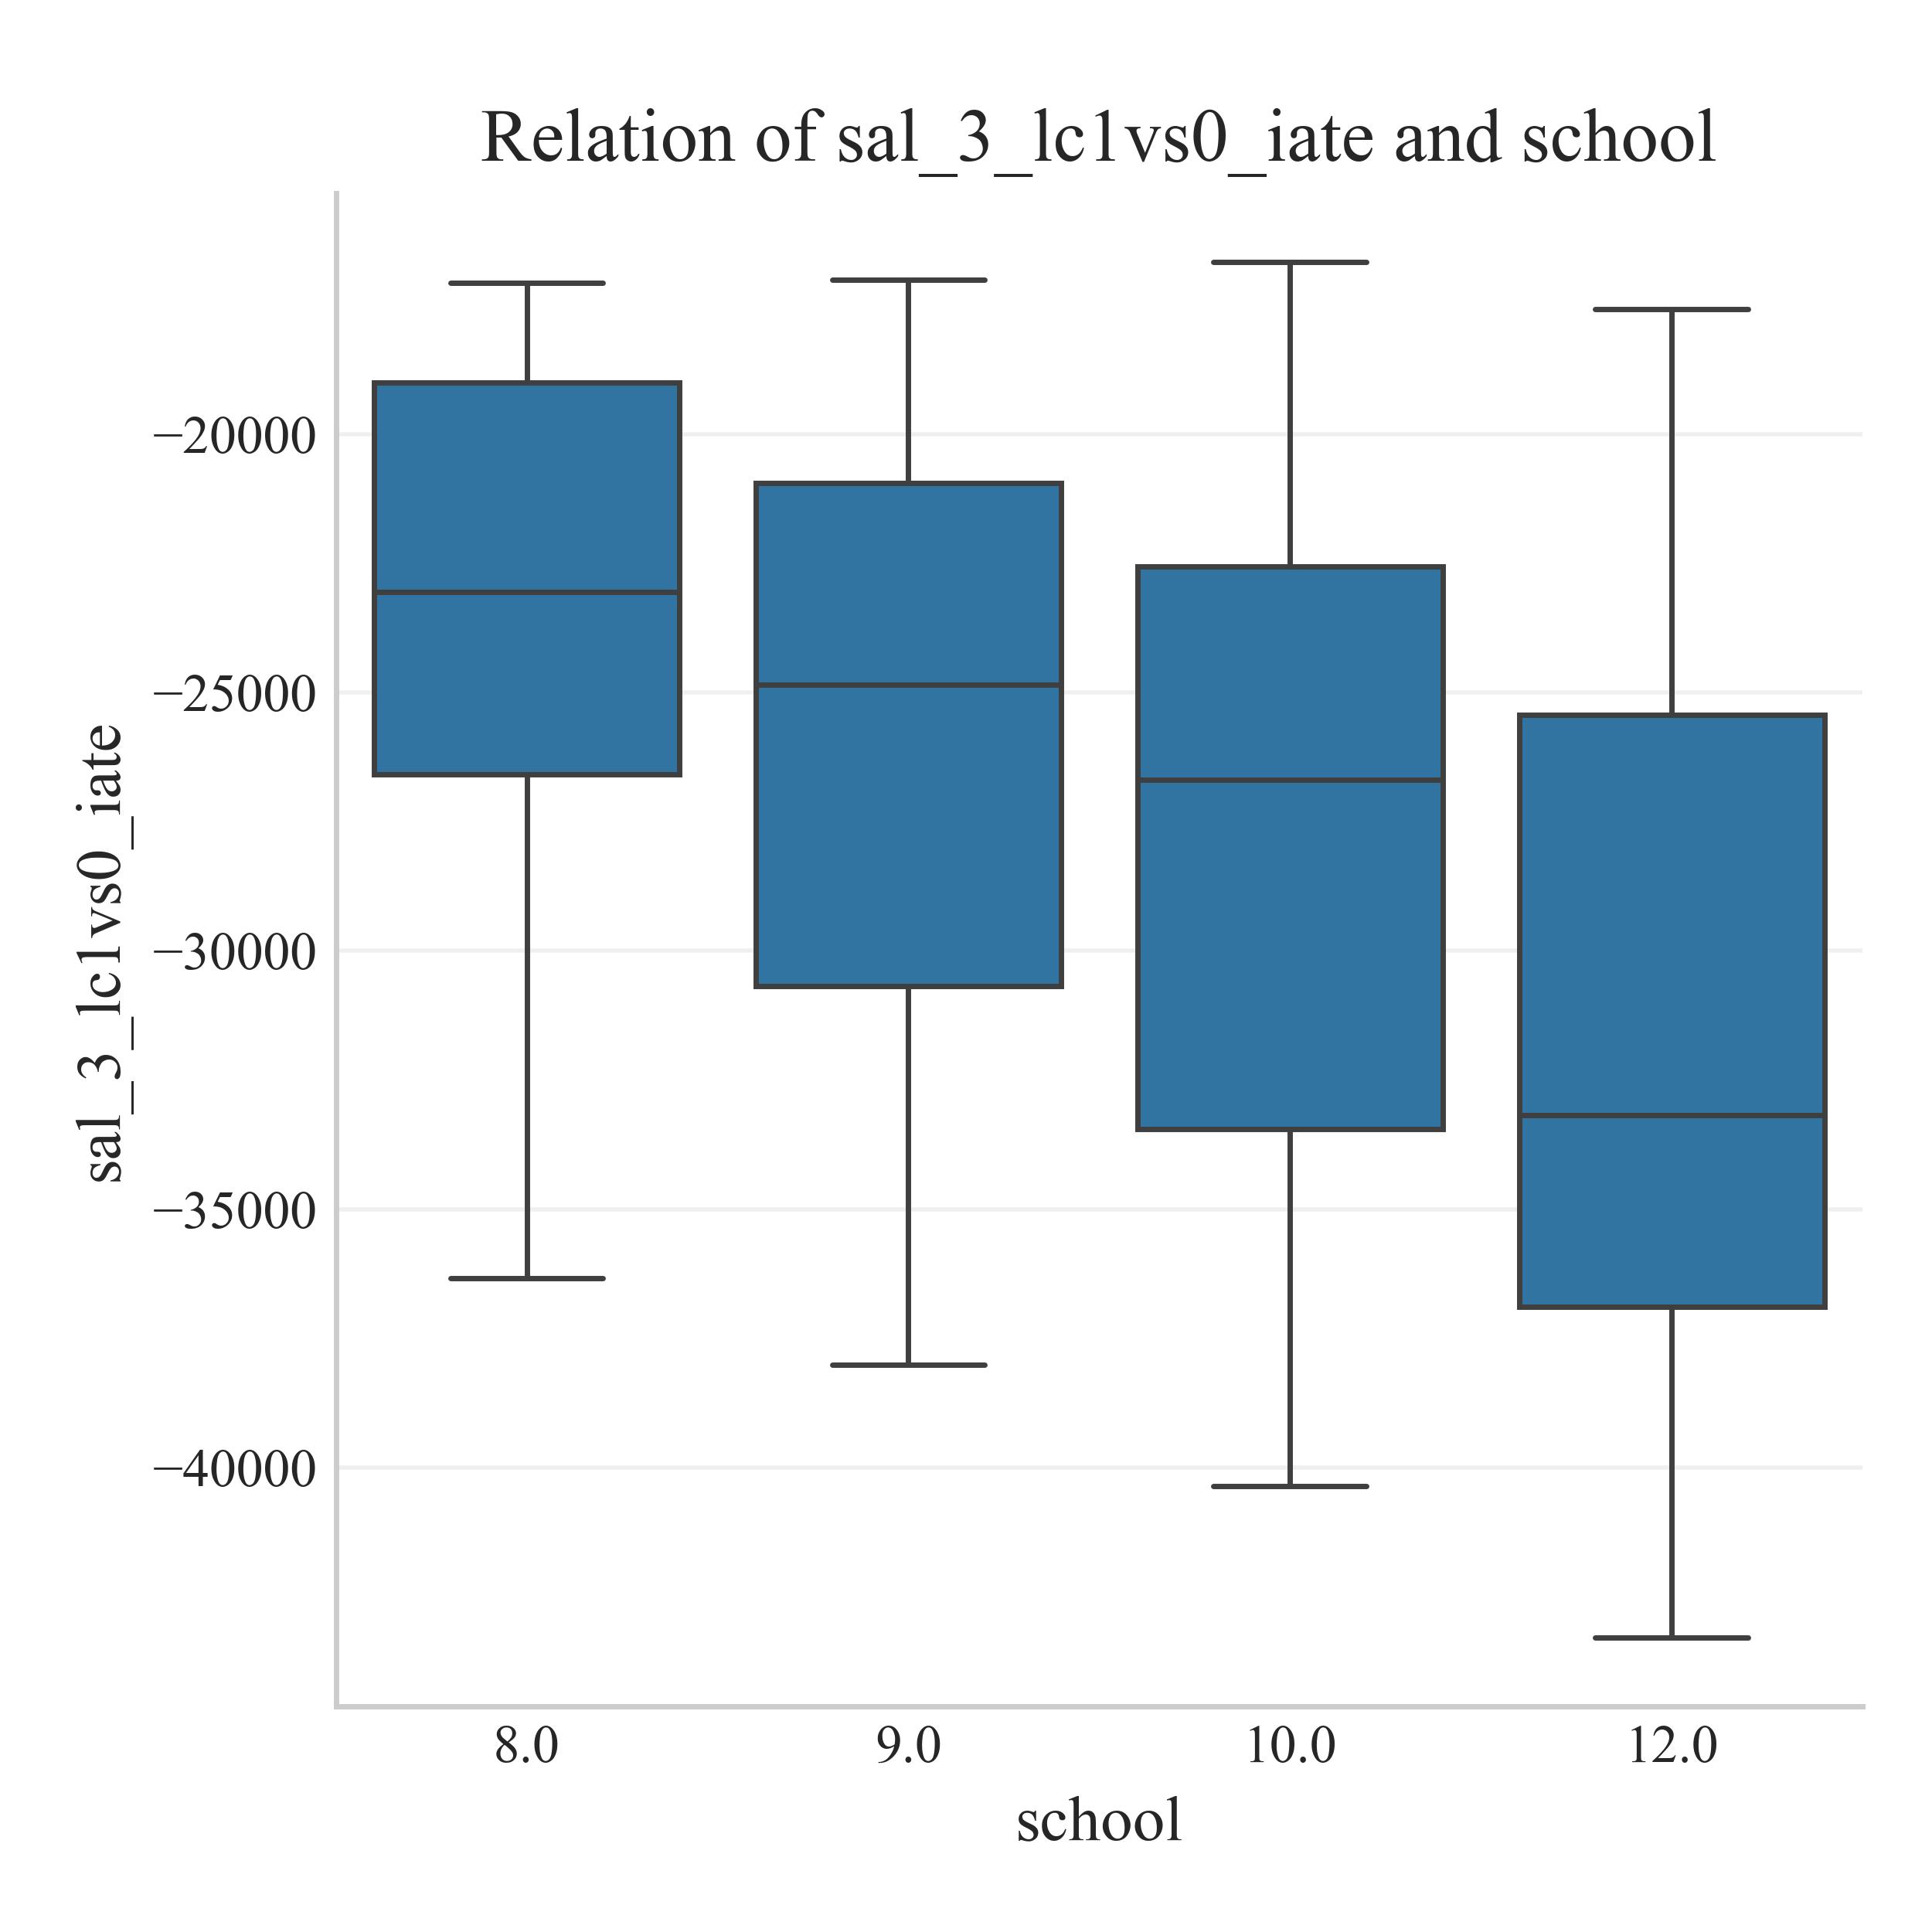 Relation of sal_3_lc1vs0_iate and school
sal_3_lc1vs0_iate
−20000
−25000
−30000
−35000
−40000
8.0 9.0 10.0 12.0
school